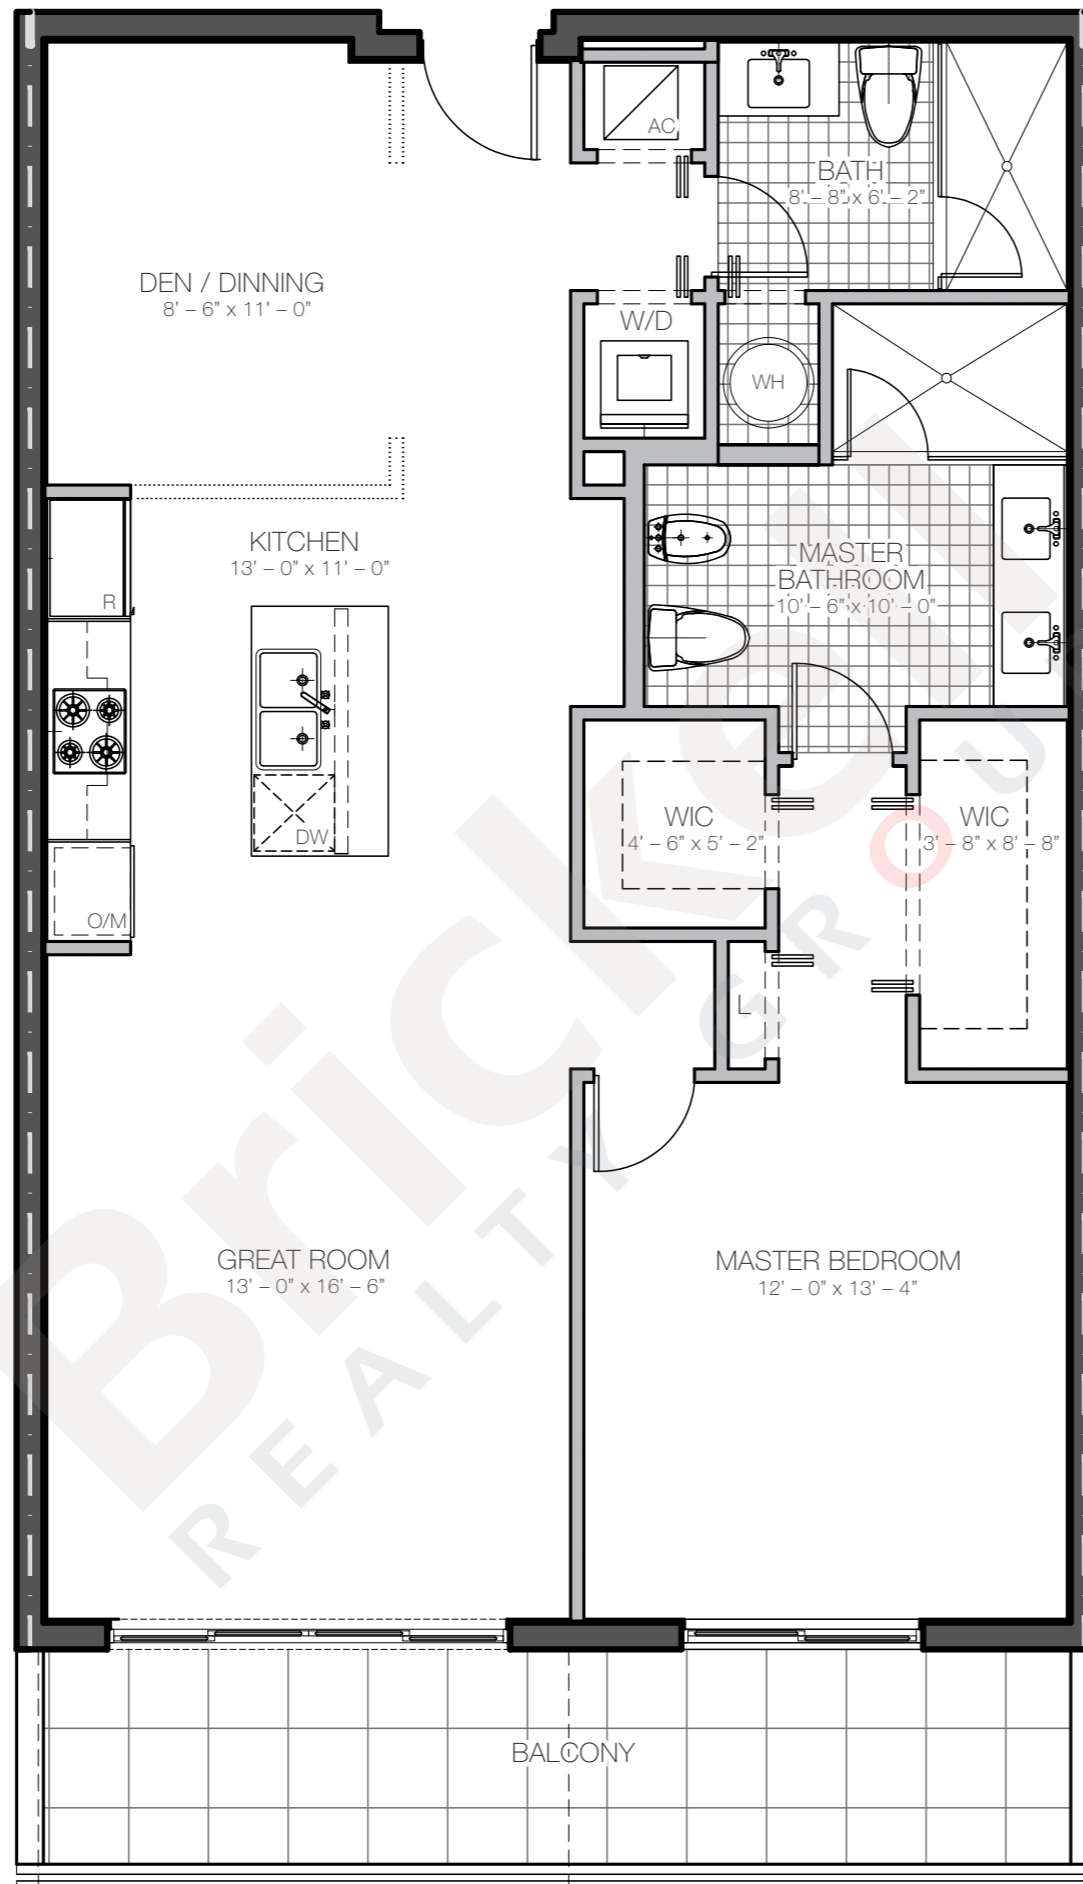 AC
BATH
8' – 8" x 6' – 2"
DEN / DINNING
8' – 6" x 11' – 0"
W/D
WH
KITCHEN
13' – 0" x 11' – 0"
MASTER
BATHROOM
10' – 6" x 10' – 0"
R
DW
O/M
WIC
4' – 6" x 5' – 2"
WIC
3' – 8" x 8' – 8"
L
GREAT ROOM
13' – 0" x 16' – 6"
MASTER BEDROOM
12' – 0" x 13' – 4"
BALCONY
Brickell
REALTY GROU